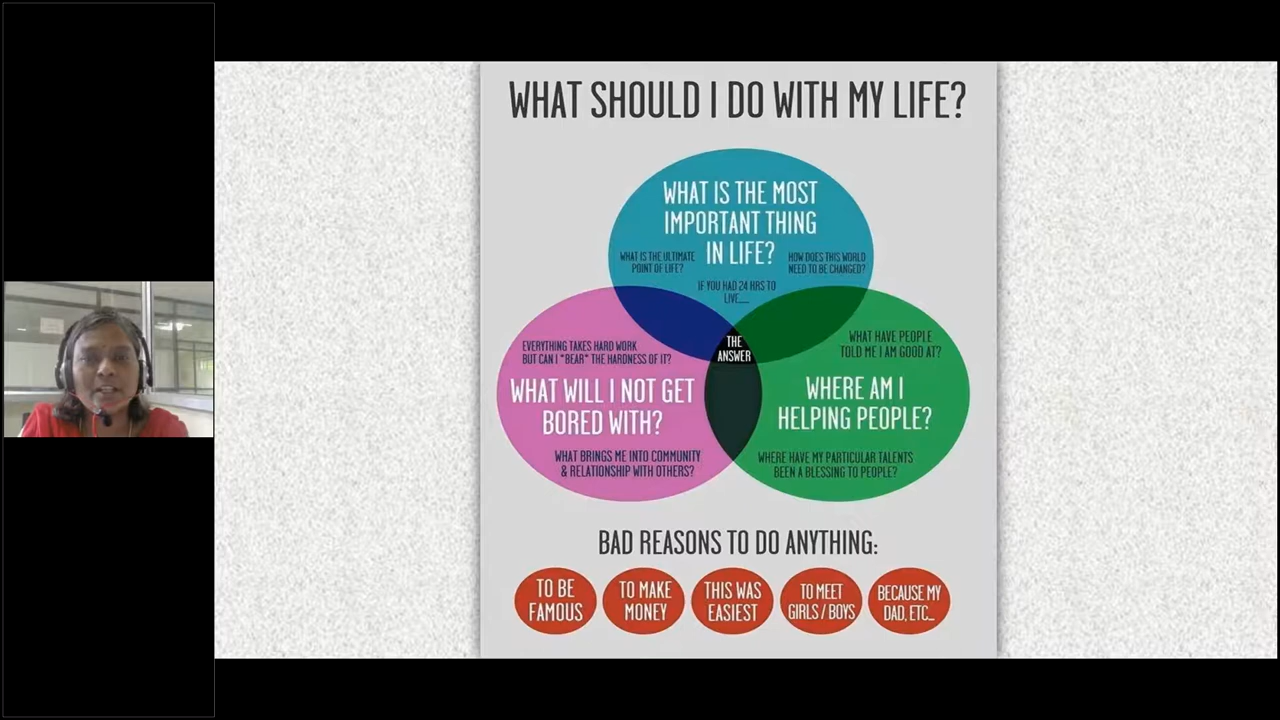 WHAT SHOULD I DO WITH MY LIFE?
WHAT IS THE MOST
IMPORTANT THING
IN LIFE?
WHAT IS THE ULTIMATE
POINT OF LIFE?
HOW DOES THIS WORLD
NEED TO BE CHANGED?
IF YOU HAD 24 HRS TO
LIVE.....
EVERYTHING TAKES HARD WORK
BUT CAN I "BEAR" THE HARDNESS OF IT?
WHAT WILL I NOT GET
BORED WITH?
WHAT BRINGS ME INTO COMMUNITY
& RELATIONSHIP WITH OTHERS?
THE
ANSWER
WHAT HAVE PEOPLE
TOLD ME I AM GOOD AT?
WHERE AM I
HELPING PEOPLE?
WHERE HAVE MY PARTICULAR TALENTS
BEEN A BLESSING TO PEOPLE?
BAD REASONS TO DO ANYTHING:
TO BE
FAMOUS
TO MAKE
MONEY
THIS WAS
EASIEST
TO MEET
GIRLS / BOYS
BECAUSE MY
DAD, ETC...